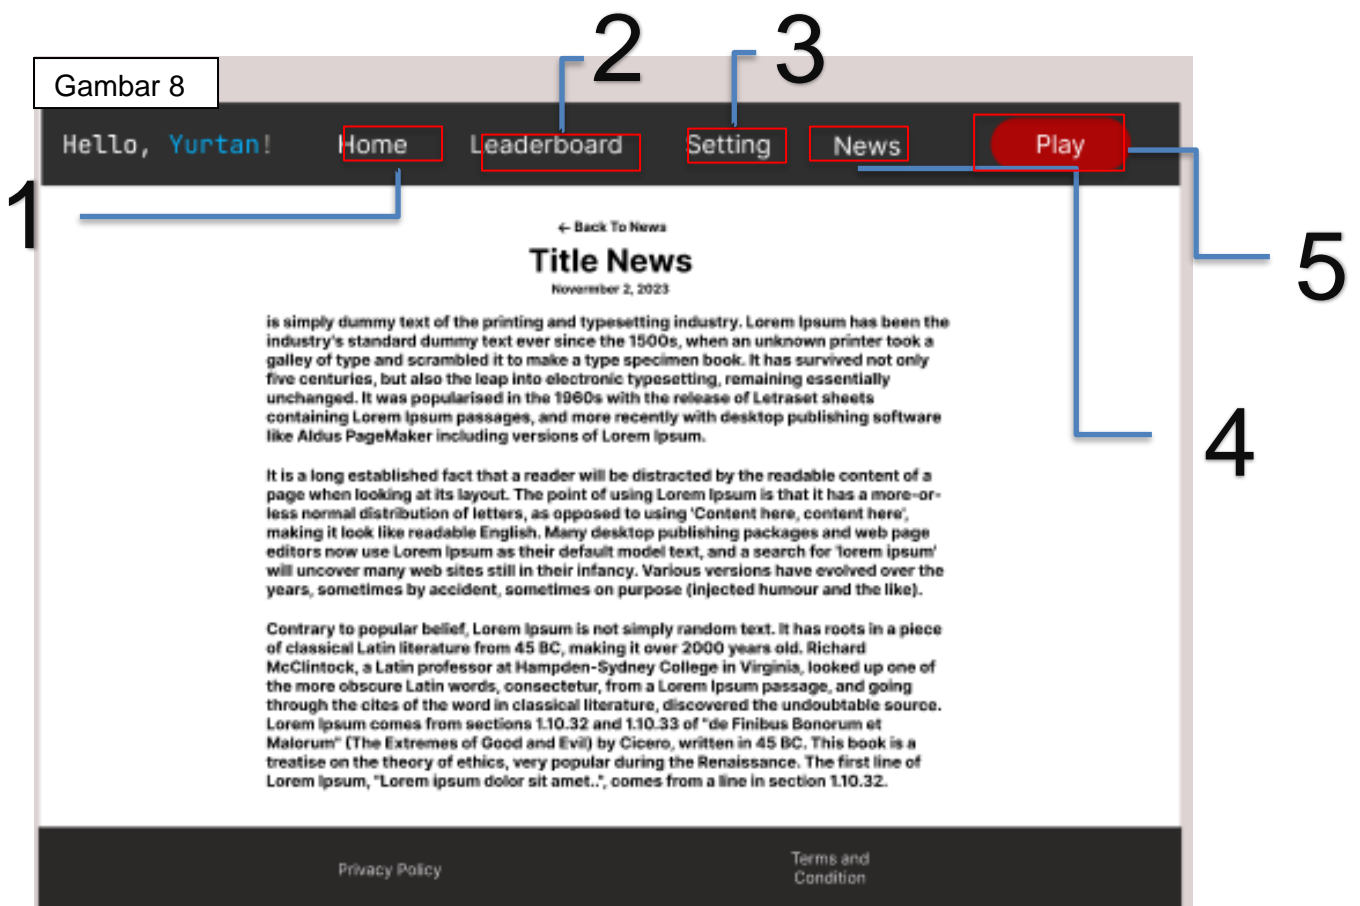 2
3
Gambar 8
Hello, Yurtan!
Home
Leaderboard
Setting
News
Play
1
5
4
← Back To News
Title News
Novermber 2, 2023
is simply dummy text of the printing and typesetting industry. Lorem Ipsum has been the
industry's standard dummy text ever since the 1500s, when an unknown printer took a
galley of type and scrambled it to make a type specimen book. It has survived not only
five centuries, but also the leap into electronic typesetting, remaining essentially
unchanged. It was popularised in the 1960s with the release of Letraset sheets
containing Lorem Ipsum passages, and more recently with desktop publishing software
like Aldus PageMaker including versions of Lorem Ipsum.
It is a long established fact that a reader will be distracted by the readable content of a
page when looking at its layout. The point of using Lorem Ipsum is that it has a more-or-
less normal distribution of letters, as opposed to using 'Content here, content here',
making it look like readable English. Many desktop publishing packages and web page
editors now use Lorem Ipsum as their default model text, and a search for 'lorem ipsum'
will uncover many web sites still in their infancy. Various versions have evolved over the
years, sometimes by accident, sometimes on purpose (injected humour and the like).
Contrary to popular belief, Lorem Ipsum is not simply random text. It has roots in a piece
of classical Latin literature from 45 BC, making it over 2000 years old. Richard
McClintock, a Latin professor at Hampden-Sydney College in Virginia, looked up one of
the more obscure Latin words, consectetur, from a Lorem Ipsum passage, and going
through the cites of the word in classical literature, discovered the undoubtable source.
Lorem Ipsum comes from sections 1.10.32 and 1.10.33 of "de Finibus Bonorum et
Malorum" (The Extremes of Good and Evil) by Cicero, written in 45 BC. This book is a
treatise on the theory of ethics, very popular during the Renaissance. The first line of
Lorem Ipsum, "Lorem ipsum dolor sit amet..", comes from a line in section 1.10.32.
Privacy Policy
Terms and
Condition